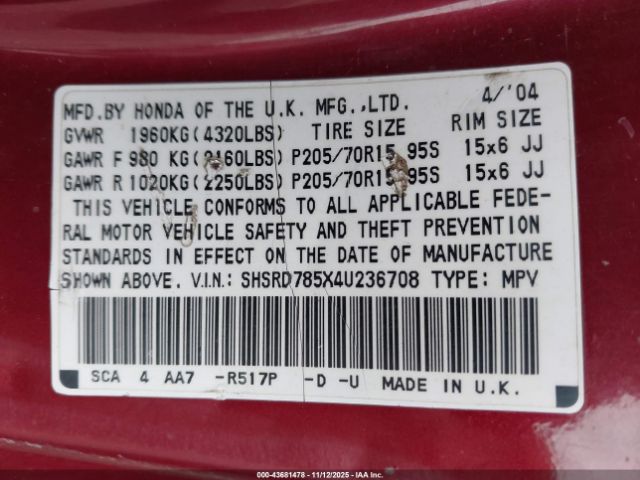 MFD.BY HONDA OF THE U.K. MFG.,LTD. 4/'04
GVWR 1960KG(4320LBS) TIRE SIZE RIM SIZE
GAWR F 980 KG(2160LBS) P205/70R15 95S 15x6 JJ
GAWR R 1020KG(2250LBS) P205/70R15 95S 15x6 JJ
THIS VEHICLE CONFORMS TO ALL APPLICABLE FEDE-
RAL MOTOR VEHICLE SAFETY AND THEFT PREVENTION
STANDARDS IN EFFECT ON THE DATE OF MANUFACTURE
SHOWN ABOVE. V.I.N.: SHSRD785X4U236708 TYPE: MPV
SCA 4 AA7 -R517P -D -U MADE IN U.K.
000-43681478 - 11/12/2025 - IAAI.COM